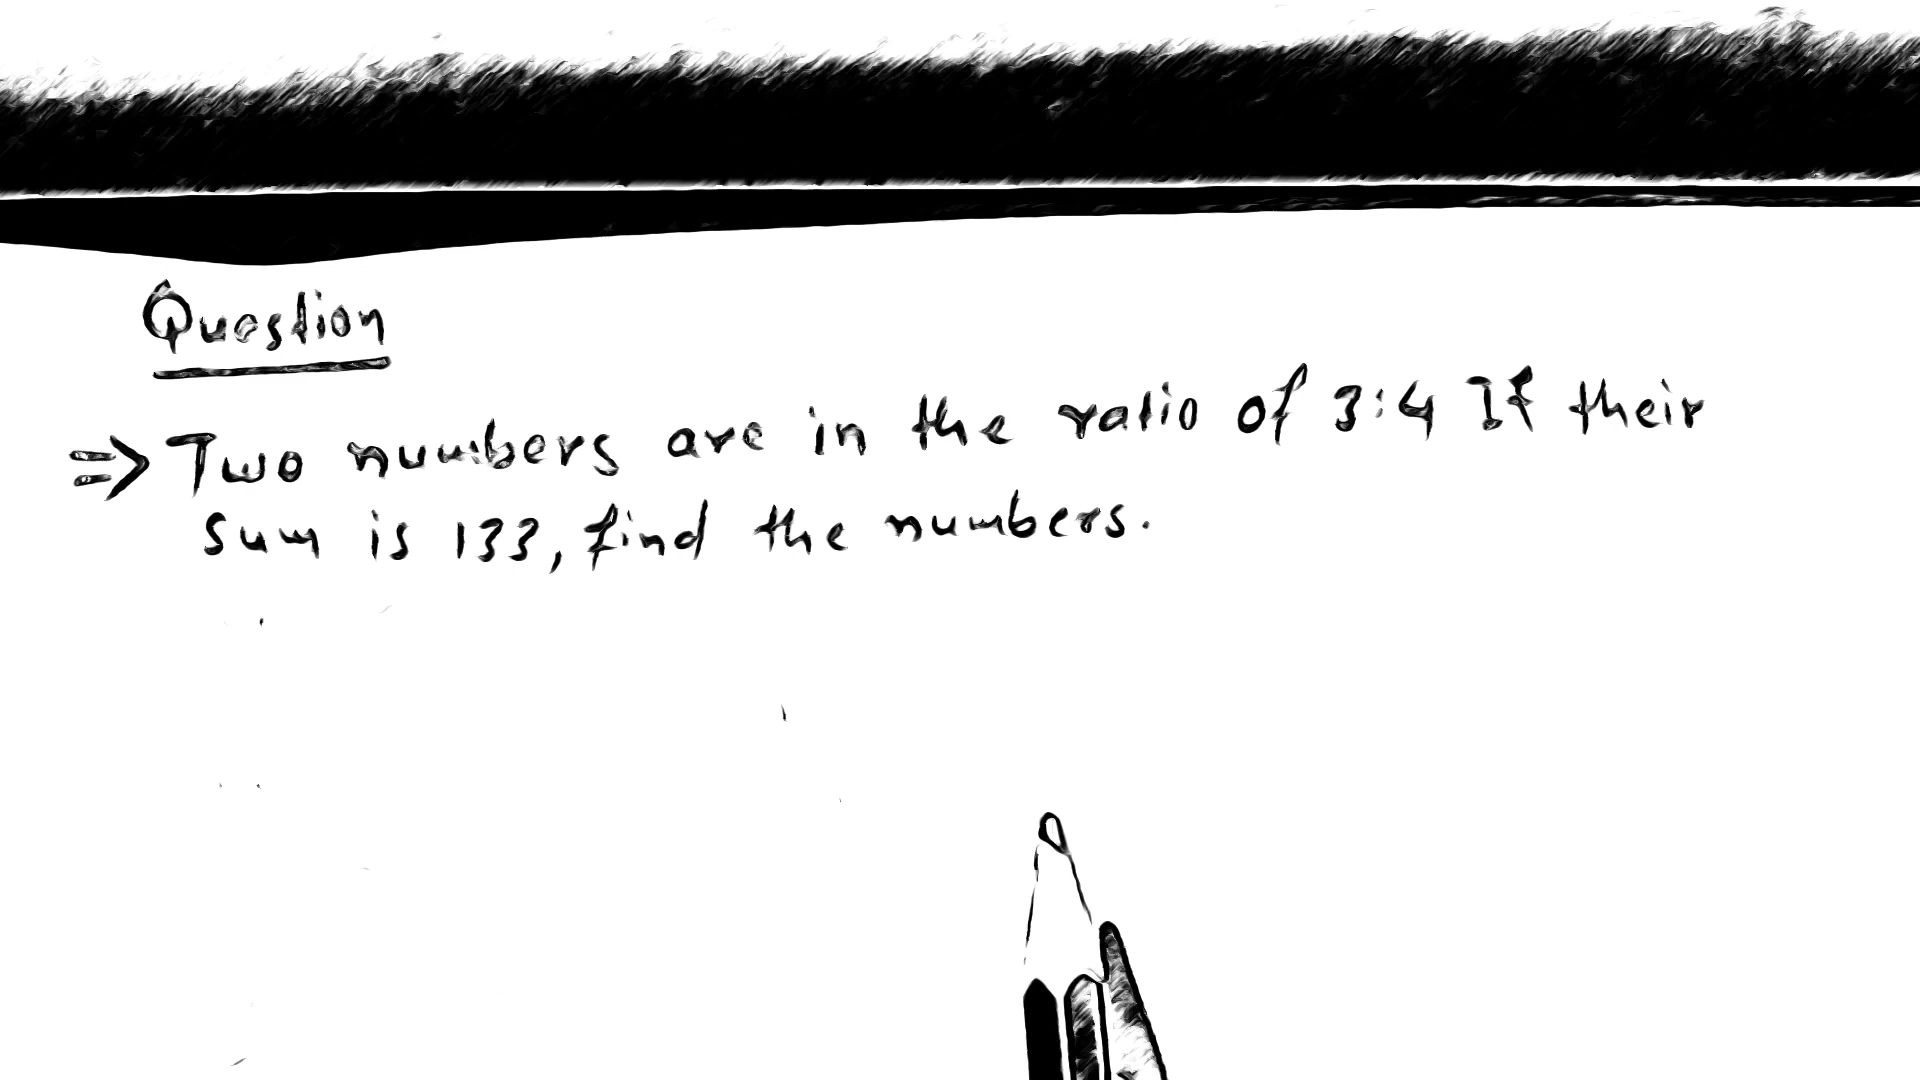 Question
=> Two numbers are in the ratio of 3:4 If their
sum is 133, find the numbers.